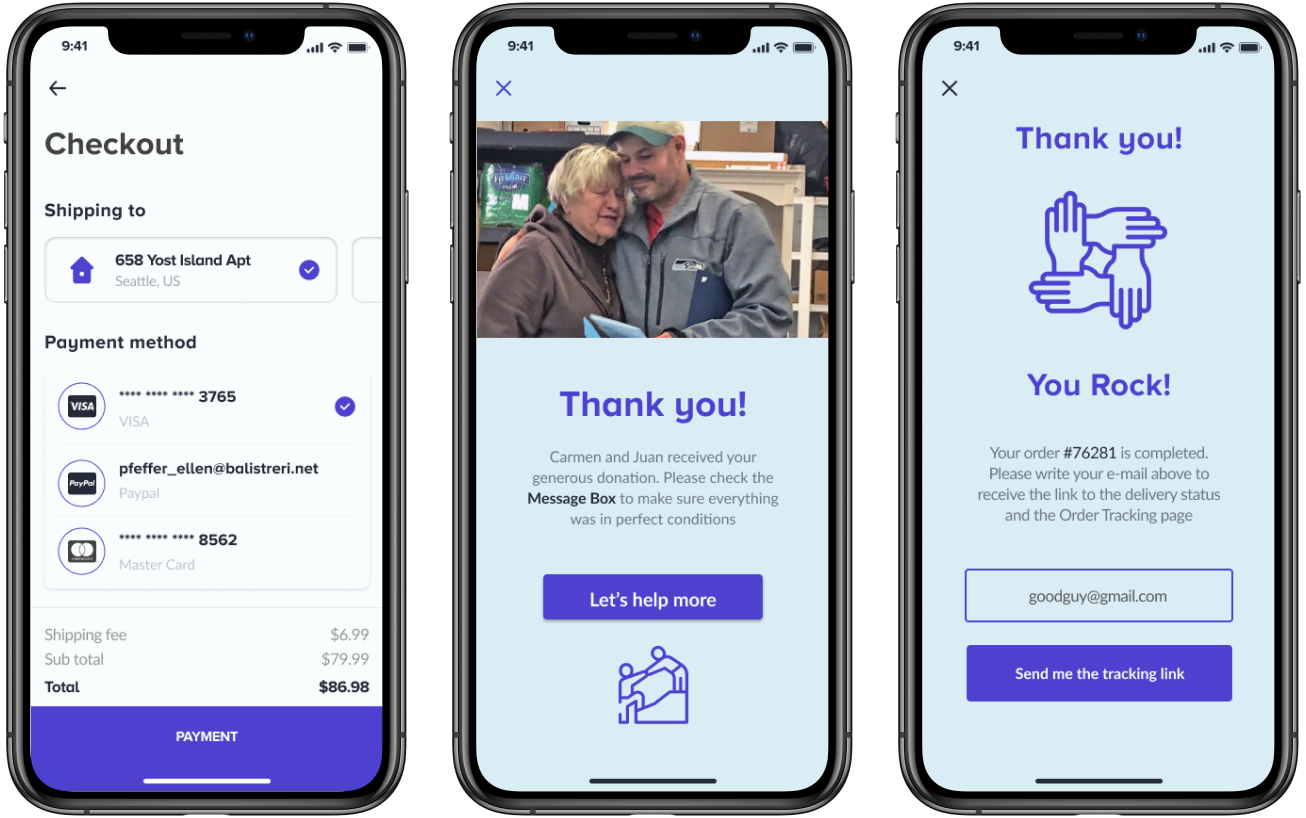 9:41
Checkout
Shipping to
658 Yost Island Apt
Seattle, US
Payment method
VISA
**** **** **** 3765
VISA
PayPal
pfeffer_ellen@balistreri.net
Paypal
**** **** **** 8562
Master Card
Shipping fee $6.99
Sub total $79.99
Total $86.98
PAYMENT
9:41
Thank you!
Carmen and Juan received your
generous donation. Please check the
Message Box to make sure everything
was in perfect conditions
Let's help more
9:41
Thank you!
You Rock!
Your order #76281 is completed.
Please write your e-mail above to
receive the link to the delivery status
and the Order Tracking page
goodguy@gmail.com
Send me the tracking link